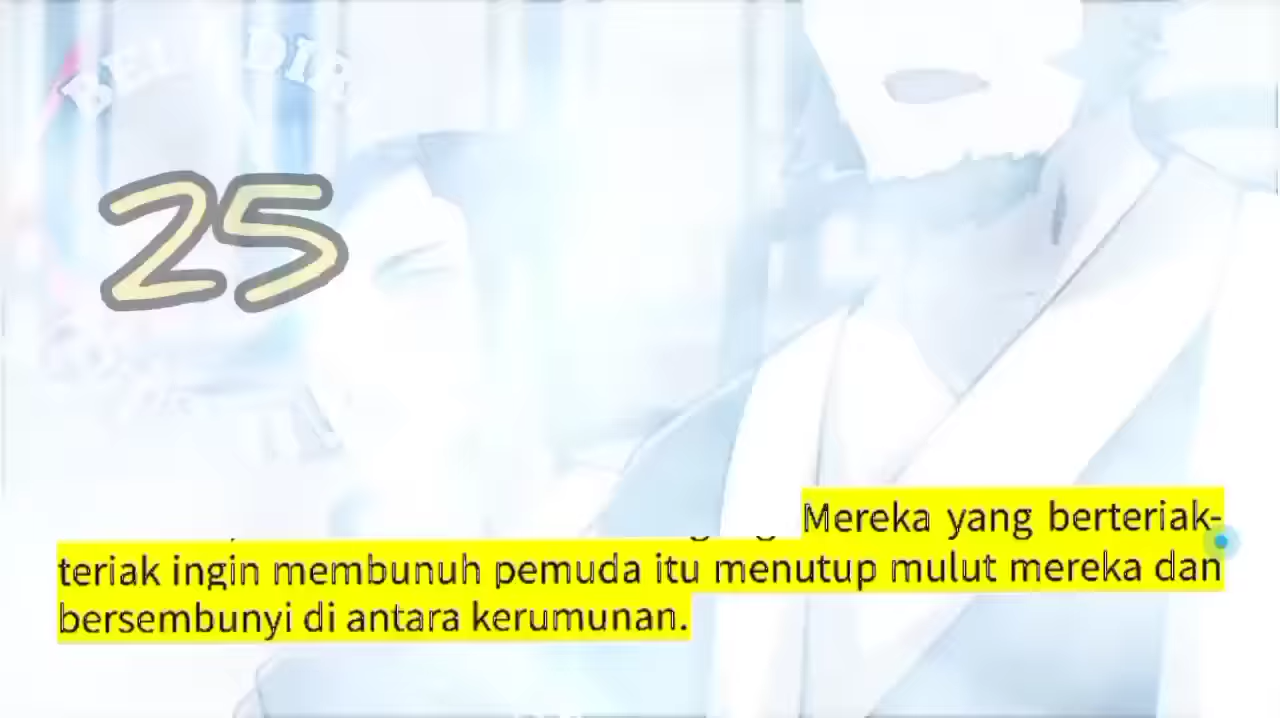 25
Mereka yang berteriak-
teriak ingin membunuh pemuda itu menutup mulut mereka dan
bersembunyi di antara kerumunan.